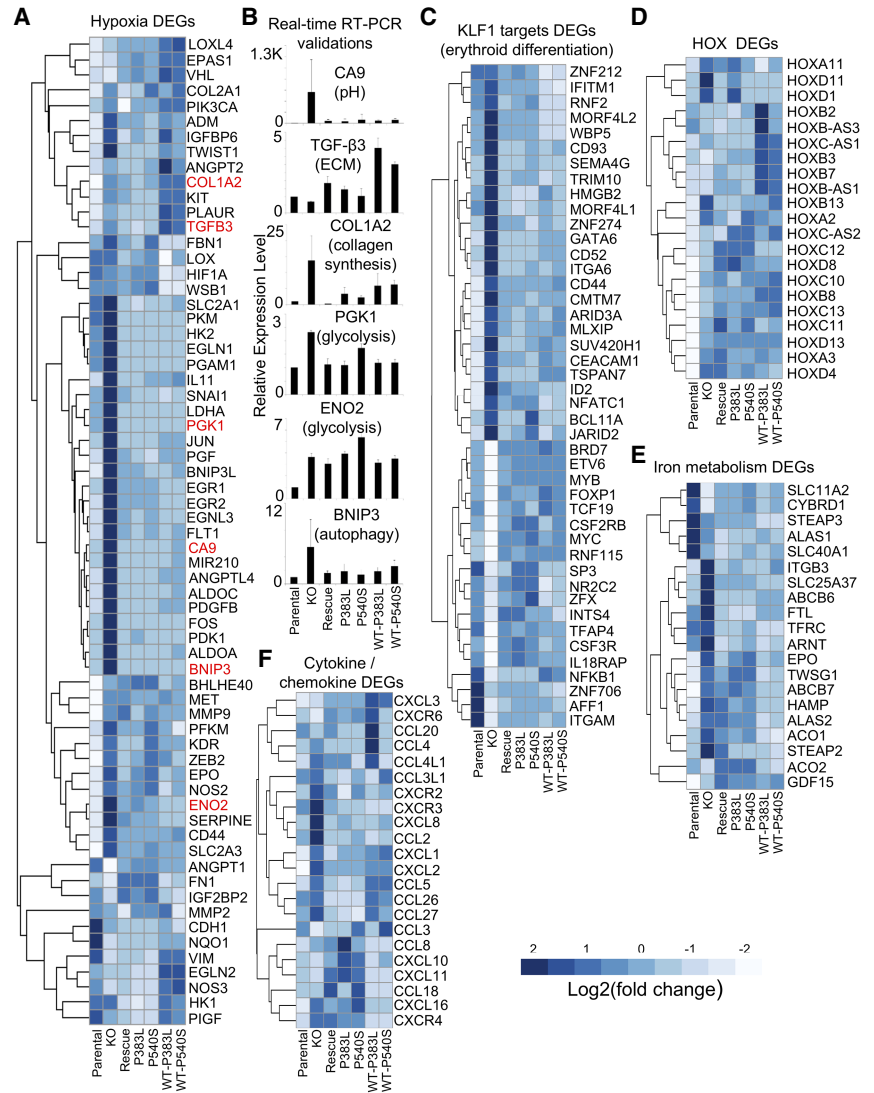 A
Hypoxia DEGs
LOXL4
EPAS1
VHL
COL2A1
PIK3CA
ADM
IGFBP6
TWIST1
ANGPT2
COL1A2
KIT
PLAUR
TGFB3
FBN1
LOX
HIF1A
WSB1
SLC2A1
PKM
HK2
EGLN1
PGAM1
IL11
SNAI1
LDHA
PGK1
JUN
PGF
BNIP3L
EGR1
EGR2
EGNL3
FLT1
CA9
MIR210
ANGPTL4
ALDOC
PDGFB
FOS
PDK1
ALDOA
BNIP3
BHLHE40
MET
MMP9
PFKM
KDR
ZEB2
EPO
NOS2
ENO2
SERPINE
CD44
SLC2A3
ANGPT1
FN1
IGF2BP2
MMP2
CDH1
NQO1
VIM
EGLN2
NOS3
HK1
PIGF
Parental
KO
Rescue
P383L
P540S
WT-P383L
WT-P540S
B
Real-time RT-PCR
validations
Relative Expression Level
1.3K
0
CA9
(pH)
5
0
TGF-β3
(ECM)
25
0
COL1A2
(collagen
synthesis)
3
0
PGK1
(glycolysis)
7
0
ENO2
(glycolysis)
12
0
BNIP3
(autophagy)
Parental
KO
Rescue
P383L
P540S
WT-P383L
WT-P540S
C
KLF1 targets DEGs
(erythroid differentiation)
ZNF212
IFITM1
RNF2
MORF4L2
WBP5
CD93
SEMA4G
TRIM10
HMGB2
MORF4L1
ZNF274
GATA6
CD52
ITGA6
CD44
CMTM7
ARID3A
MLXIP
SUV420H1
CEACAM1
TSPAN7
ID2
NFATC1
BCL11A
JARID2
BRD7
ETV6
MYB
FOXP1
TCF19
CSF2RB
MYC
RNF115
SP3
NR2C2
ZFX
INTS4
TFAP4
CSF3R
IL18RAP
NFKB1
ZNF706
AFF1
ITGAM
Parental
KO
Rescue
P383L
P540S
WT-P383L
WT-P540S
D
HOX DEGs
HOXA11
HOXD11
HOXD1
HOXB2
HOXB-AS3
HOXC-AS1
HOXB3
HOXB7
HOXB-AS1
HOXB13
HOXA2
HOXC-AS2
HOXC12
HOXD8
HOXC10
HOXB8
HOXC13
HOXC11
HOXD13
HOXA3
HOXD4
Parental
KO
Rescue
P383L
P540S
WT-P383L
WT-P540S
E
Iron metabolism DEGs
SLC11A2
CYBRD1
STEAP3
ALAS1
SLC40A1
ITGB3
SLC25A37
ABCB6
FTL
TFRC
ARNT
EPO
TWSG1
ABCB7
HAMP
ALAS2
ACO1
STEAP2
ACO2
GDF15
Parental
KO
Rescue
P383L
P540S
WT-P383L
WT-P540S
F
Cytokine /
chemokine DEGs
CXCL3
CXCR6
CCL20
CCL4
CCL4L1
CCL3L1
CXCR2
CXCR3
CXCL8
CCL2
CXCL1
CXCL2
CCL5
CCL26
CCL27
CCL3
CCL8
CXCL10
CXCL11
CCL18
CXCL16
CXCR4
Parental
KO
Rescue
P383L
P540S
WT-P383L
WT-P540S
2 1 0 -1 -2
Log2(fold change)